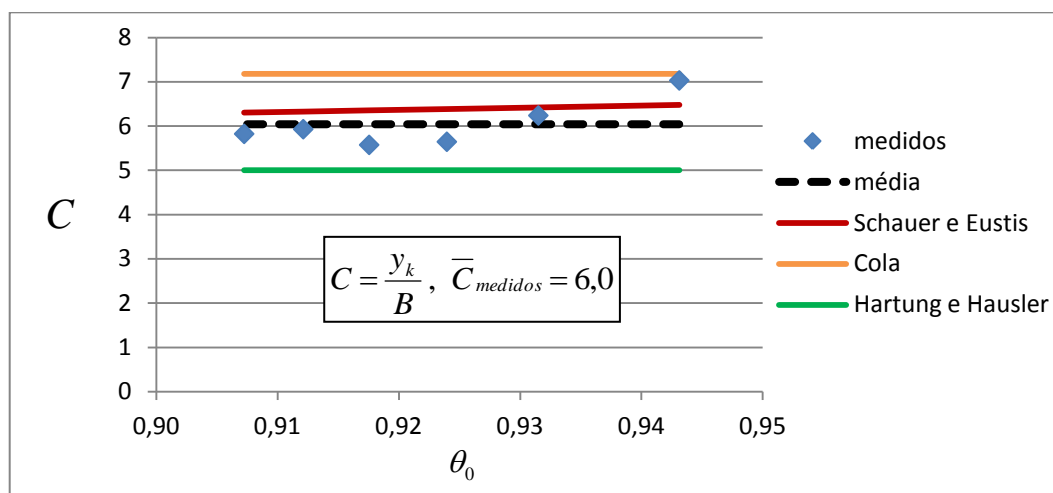 8
7
6
5
4
3
2
1
0
C
C = y_k / B , C̅_medidos = 6,0
0,90 0,91 0,92 0,93 0,94 0,95
θ₀
medidos
média
Schauer e Eustis
Cola
Hartung e Hausler